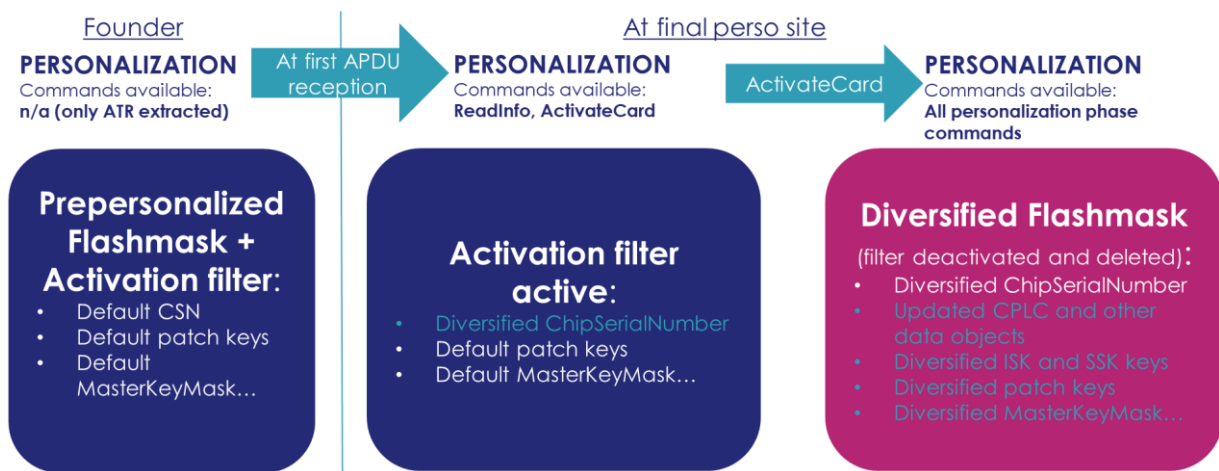 Founder
PERSONALIZATION
Commands available:
n/a (only ATR extracted)
At first APDU
reception
At final perso site
PERSONALIZATION
Commands available:
ReadInfo, ActivateCard
ActivateCard
PERSONALIZATION
Commands available:
All personalization phase
commands
Prepersonalized
Flashmask +
Activation filter:
• Default CSN
• Default patch keys
• Default
MasterKeyMask...
Activation filter
active:
• Diversified ChipSerialNumber
• Default patch keys
• Default MasterKeyMask...
Diversified Flashmask
(filter deactivated and deleted):
• Diversified ChipSerialNumber
• Updated CPLC and other
data objects
• Diversified ISK and SSK keys
• Diversified patch keys
• Diversified MasterKeyMask...